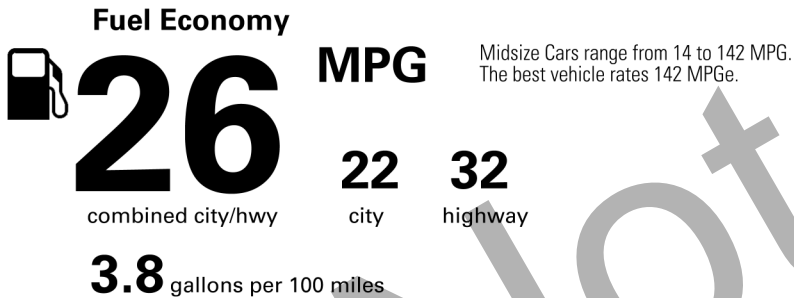 Fuel Economy
26 MPG
Midsize Cars range from 14 to 142 MPG.
The best vehicle rates 142 MPGe.
22 32
combined city/hwy city highway
3.8 gallons per 100 miles
Not